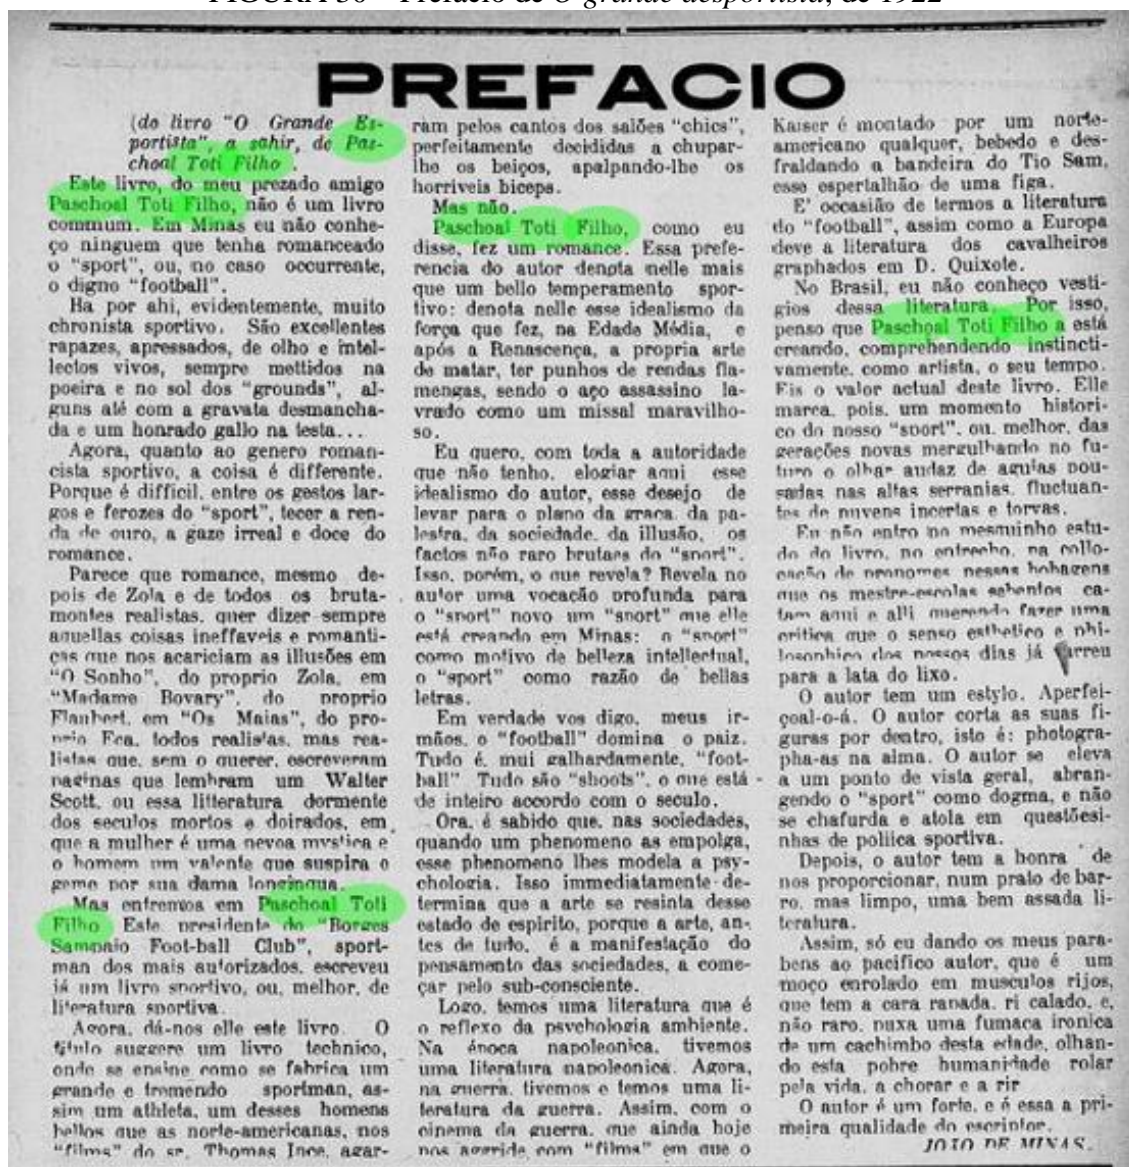 FIGURA 30 – Prefácio de O grande desportista, de 1922
PREFACIO
(do livro "O Grande Es-
portista", a sahir, de Pas-
choal Toti Filho .
Este livro, do meu prezado amigo
Paschoal Toti Filho, não é um livro
commum. Em Minas eu não conhe-
ço ninguem que tenha romanceado
o "sport", ou, no caso occurrente,
o digno "football".
Ha por ahi, evidentemente, muito
chronista sportivo. São excellentes
rapazes, apressados, de olho e intel-
lectos vivos, sempre mettidos na
poeira e no sol dos "grounds", al-
guns até com a gravata desmancha-
da e um honrado gallo na testa...
Agora, quanto ao genero roman-
cista sportivo, a coisa é differente.
Porque é difficil, entre os gestos lar-
gos e ferozes do "sport", tecer a ren-
da de ouro, a gaze irreal e doce do
romance.
Parece que romance, mesmo de-
pois de Zola e de todos os bruta-
montes realistas, quer dizer sempre
aquellas coisas ineffaveis e romanti-
cas que nos acariciam as illusões em
"O Sonho", do proprio Zola, em
"Madame Bovary", do proprio
Flaubert, em "Os Maias", do pro-
prio Eça, todos realistas, mas rea-
listas que, sem o querer, escreveram
paginas que lembram um Walter
Scott, ou essa litteratura dormente
dos seculos mortos e doirados, em
que a mulher é uma nevoa mystica e
o homem um valente que suspira e
geme por sua dama longinqua.
Mas entremos em Paschoal Toti
Filho Este presidente do "Borges
Sampaio Foot-ball Club", sport-
man dos mais autorizados, escreveu
já um livro sportivo, ou, melhor, de
literatura sportiva.
Agora, dá-nos elle este livro. O
titulo suggere um livro technico,
onde se ensine como se fabrica um
grande e tremendo sportman, as-
sim um athleta, um desses homens
bellos que as norte-americanas, nos
"films" do sr. Thomas Ince, agar-
ram pelos cantos dos salões "chics",
perfeitamente decididas a chupar-
lhe os beiços, apalpando-lhe os
horriveis biceps.
Mas não.
Paschoal Toti Filho, como eu
disse, fez um romance. Essa prefe-
rencia do autor denota nelle mais
que um bello temperamento spor-
tivo: denota nelle esse idealismo da
força que fez, na Edade Média, e
após a Renascença, a propria arte
de matar, ter punhos de rendas fla-
mengas, sendo o aço assassino la-
vrado como um missal maravilho-
so.
Eu quero, com toda a autoridade
que não tenho, elogiar aqui esse
idealismo do autor, esse desejo de
levar para o plano da graça, da pa-
lestra, da sociedade, da illusão, os
factos não raro brutaes do "sport".
Isso, porém, o que revela? Revela no
autor uma vocação profunda para
o "sport" novo um "sport" que elle
está creando em Minas: o "sport"
como motivo de belleza intellectual,
o "sport" como razão de bellas
letras.
Em verdade vos digo, meus ir-
mãos, o "football" domina o paiz.
Tudo é, mui galhardamente, "foot-
ball" Tudo são "shoots", o que está
de inteiro accordo com o seculo.
Ora, é sabido que, nas sociedades,
quando um phenomeno as empolga,
esse phenomeno lhes modela a psy-
chologia. Isso immediatamente de-
termina que a arte se resinta desse
estado de espirito, porque a arte, an-
tes de tudo, é a manifestação do
pensamento das sociedades, a come-
çar pelo sub-consciente.
Logo, temos uma literatura que é
o reflexo da psychologia ambiente.
Na época napoleonica, tivemos
uma literatura napoleonica. Agora,
na guerra, tivemos e temos uma li-
teratura da guerra. Assim, com o
cinema da guerra, que ainda hoje
nos aggride com "films" em que o
Kaiser é montado por um norte-
americano qualquer, bebedo e des-
fraldando a bandeira do Tio Sam,
esse espertalhão de uma figa.
E' occasião de termos a literatura
do "football", assim como a Europa
deve a literatura dos cavalheiros
graphados em D. Quixote.
No Brasil, eu não conheço vesti-
gios dessa literatura. Por isso,
penso que Paschoal Toti Filho a está
creando, comprehendendo instincti-
vamente, como artista, o seu tempo.
Eis o valor actual deste livro. Elle
marca, pois, um momento histori-
co do nosso "sport", ou, melhor, das
gerações novas mergulhando no fu-
turo o olhar audaz de aguias pou-
sadas nas altas serranias, fluctuan-
tes de nuvens incertas e torvas.
Eu não entro no mesquinho estu-
do do livro, no entrecho, na collo-
cação de pronomes nessas bobagens
que os mestre-escolas sebentos ca-
tam aqui e alli querendo fazer uma
critica que o senso esthetico e phi-
losophico dos nossos dias já varreu
para a lata do lixo.
O autor tem um estylo. Aperfei-
çoal-o-á. O autor corta as suas fi-
guras por dentro, isto é: photogra-
pha-as na alma. O autor se eleva
a um ponto de vista geral, abran-
gendo o "sport" como dogma, e não
se chafurda e atola em questõesi-
nhas de poliica sportiva.
Depois, o autor tem a honra de
nos proporcionar, num prato de bar-
ro, mas limpo, uma bem assada li-
teratura.
Assim, só eu dando os meus para-
bens ao pacifico autor, que é um
moço enrolado em musculos rijos,
que tem a cara rapada, ri calado, e,
não raro, puxa uma fumaca ironica
de um cachimbo desta edade, olhan-
do esta pobre humanidade rolar
pela vida, a chorar e a rir
O autor é um forte, e é essa a pri-
meira qualidade do escriptor.
JOÃO DE MINAS.